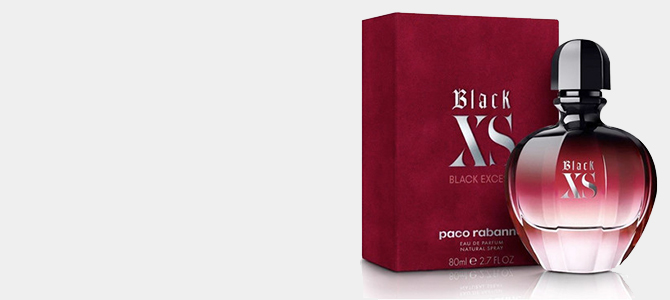 Black
XS
BLACK EXCE
paco rabann
EAU DE PARFUM
NATURAL SPRAY
80ml ℮ 2.7 FL.OZ
Black
XS